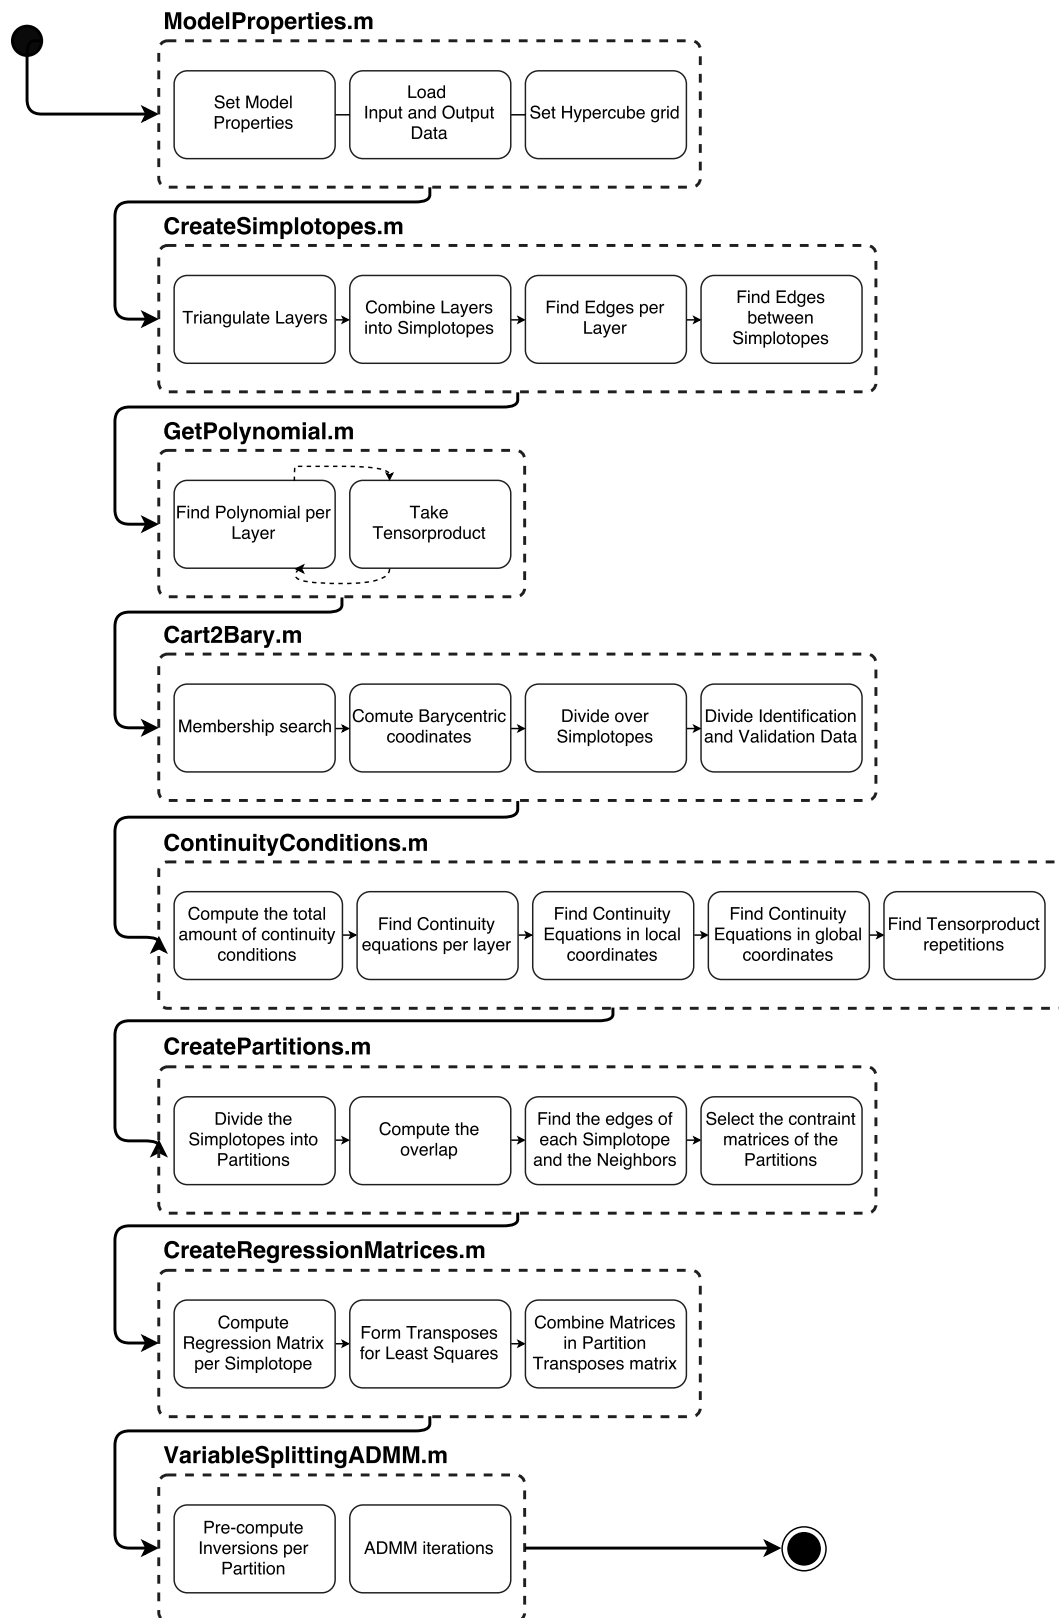 ModelProperties.m
Set Model
Properties
Load
Input and Output
Data
Set Hypercube grid
CreateSimplotopes.m
Triangulate Layers
Combine Layers
into Simplotopes
Find Edges per
Layer
Find Edges
between
Simplotopes
GetPolynomial.m
Find Polynomial per
Layer
Take
Tensorproduct
Cart2Bary.m
Membership search
Comute Barycentric
coodinates
Divide over
Simplotopes
Divide Identification
and Validation Data
ContinuityConditions.m
Compute the total
amount of continuity
conditions
Find Continuity
equations per layer
Find Continuity
Equations in local
coordinates
Find Continuity
Equations in global
coordinates
Find Tensorproduct
repetitions
CreatePartitions.m
Divide the
Simplotopes into
Partitions
Compute the
overlap
Find the edges of
each Simplotope
and the Neighbors
Select the contraint
matrices of the
Partitions
CreateRegressionMatrices.m
Compute
Regression Matrix
per Simplotope
Form Transposes
for Least Squares
Combine Matrices
in Partition
Transposes matrix
VariableSplittingADMM.m
Pre-compute
Inversions per
Partition
ADMM iterations